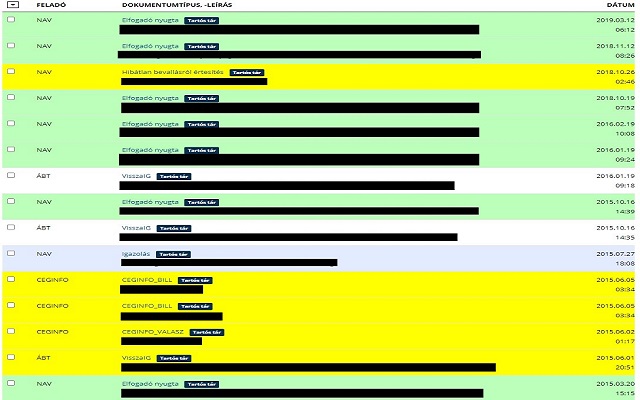 FELADÓ DOKUMENTUMTÍPUS, -LEÍRÁS DÁTUM
NAV Elfogadó nyugta Tartós tár 2019.03.12
06:12
NAV Elfogadó nyugta Tartós tár 2018.11.12
08:26
NAV Hibátlan bevallásról értesítés Tartós tár 2018.10.26
02:46
NAV Elfogadó nyugta Tartós tár 2018.10.19
07:52
NAV Elfogadó nyugta Tartós tár 2016.02.19
10:08
NAV Elfogadó nyugta Tartós tár 2016.01.19
09:24
ÁBT VisszaIG Tartós tár 2016.01.19
09:18
NAV Elfogadó nyugta Tartós tár 2015.10.16
14:39
ÁBT VisszaIG Tartós tár 2015.10.16
14:35
NAV Igazolás Tartós tár 2015.07.27
18:08
CEGINFO CEGINFO_BILL Tartós tár 2015.06.05
03:34
CEGINFO CEGINFO_BILL Tartós tár 2015.06.05
03:34
CEGINFO CEGINFO_VALASZ Tartós tár 2015.06.02
01:17
ÁBT VisszaIG Tartós tár 2015.06.01
20:51
NAV Elfogadó nyugta Tartós tár 2015.03.20
15:15